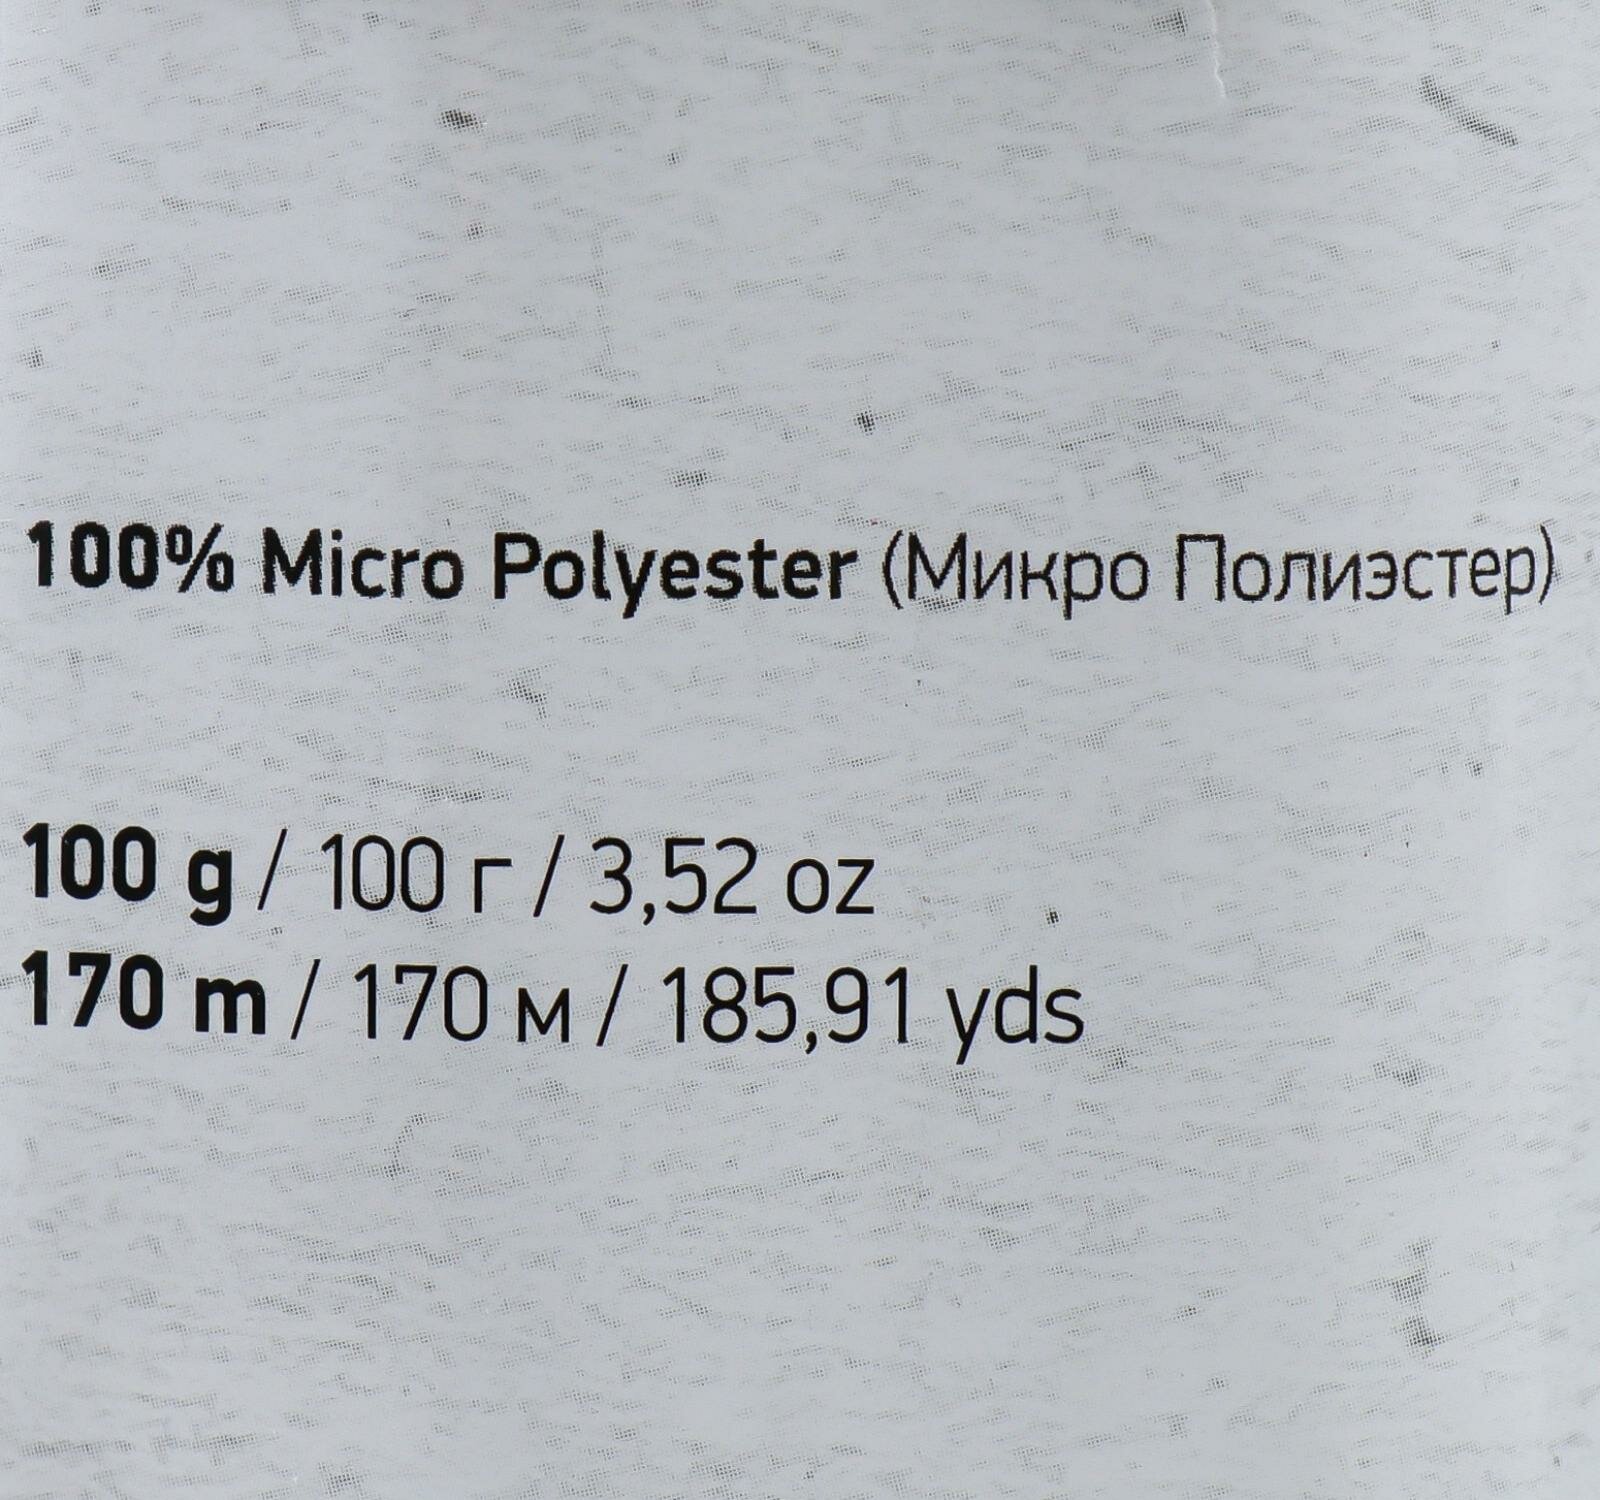 100% Micro Polyester (Микро Полиэстер)
100 g / 100 г / 3,52 oz
170 m / 170 м / 185,91 yds